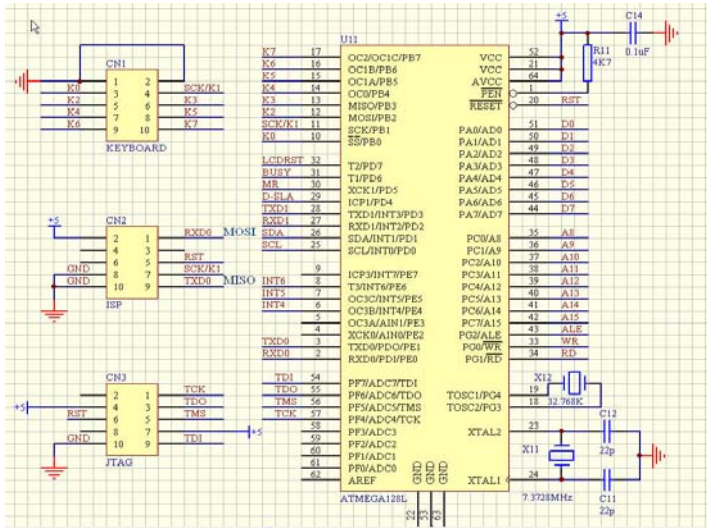 CN1
1 2
K0 3 4 SCK/K1
K2 5 6 K3
K4 7 8 K5
K6 9 10 K7
KEYBOARD
+5
CN2
2 1 RXD0 MOSI
4 3
6 5 RST
GND 8 7 SCK/K1
10 9 TXD0 MISO
ISP
CN3
2 1 TCK
+5 4 3 TDO
RST 6 5 TMS
8 7 +5
GND 10 9 TDI
JTAG
U11
K7 17 OC2/OC1C/PB7
K6 16 OC1B/PB6
K5 15 OC1A/PB5
K4 14 OC0/PB4
K3 13 MISO/PB3
K2 12 MOSI/PB2
SCK/K1 11 SCK/PB1
K0 10 SS/PB0
LCDRST 32 T2/PD7
BUSY 31 T1/PD6
MR 30 XCK1/PD5
D-SLA 29 ICP1/PD4
TXD1 28 TXD1/INT3/PD3
RXD1 27 RXD1/INT2/PD2
SDA 26 SDA/INT1/PD1
SCL 25 SCL/INT0/PD0
9 ICP3/INT7/PE7
INT6 8 T3/INT6/PE6
INT5 7 OC3C/INT5/PE5
INT4 6 OC3B/INT4/PE4
5 OC3A/AIN1/PE3
4 XCK0/AIN0/PE2
TXD0 3 TXD0/PDO/PE1
RXD0 2 RXD0/PDI/PE0
TDI 54 PF7/ADC7/TDI
TDO 55 PF6/ADC6/TDO
TMS 56 PF5/ADC5/TMS
TCK 57 PF4/ADC4/TCK
58 PF3/ADC3
59 PF2/ADC2
60 PF1/ADC1
61 PF0/ADC0
62 AREF
ATMEGA128L
GND GND GND
22 53 63
VCC 52
VCC 21
AVCC 64
PEN 1
RESET 20 RST
PA0/AD0 51 D0
PA1/AD1 50 D1
PA2/AD2 49 D2
PA3/AD3 48 D3
PA4/AD4 47 D4
PA5/AD5 46 D5
PA6/AD6 45 D6
PA7/AD7 44 D7
PC0/A8 35 A8
PC1/A9 36 A9
PC2/A10 37 A10
PC3/A11 38 A11
PC4/A12 39 A12
PC5/A13 40 A13
PC6/A14 41 A14
PC7/A15 42 A15
PG2/ALE 43 ALE
PG0/WR 33 WR
PG1/RD 34 RD
TOSC1/PG4 19
TOSC2/PG3 18
XTAL2 23
XTAL1 24
+5
C14
0.1uF
R11
4K7
X12
32.768K
C12
22p
X11
7.3728MHz
C11
22p